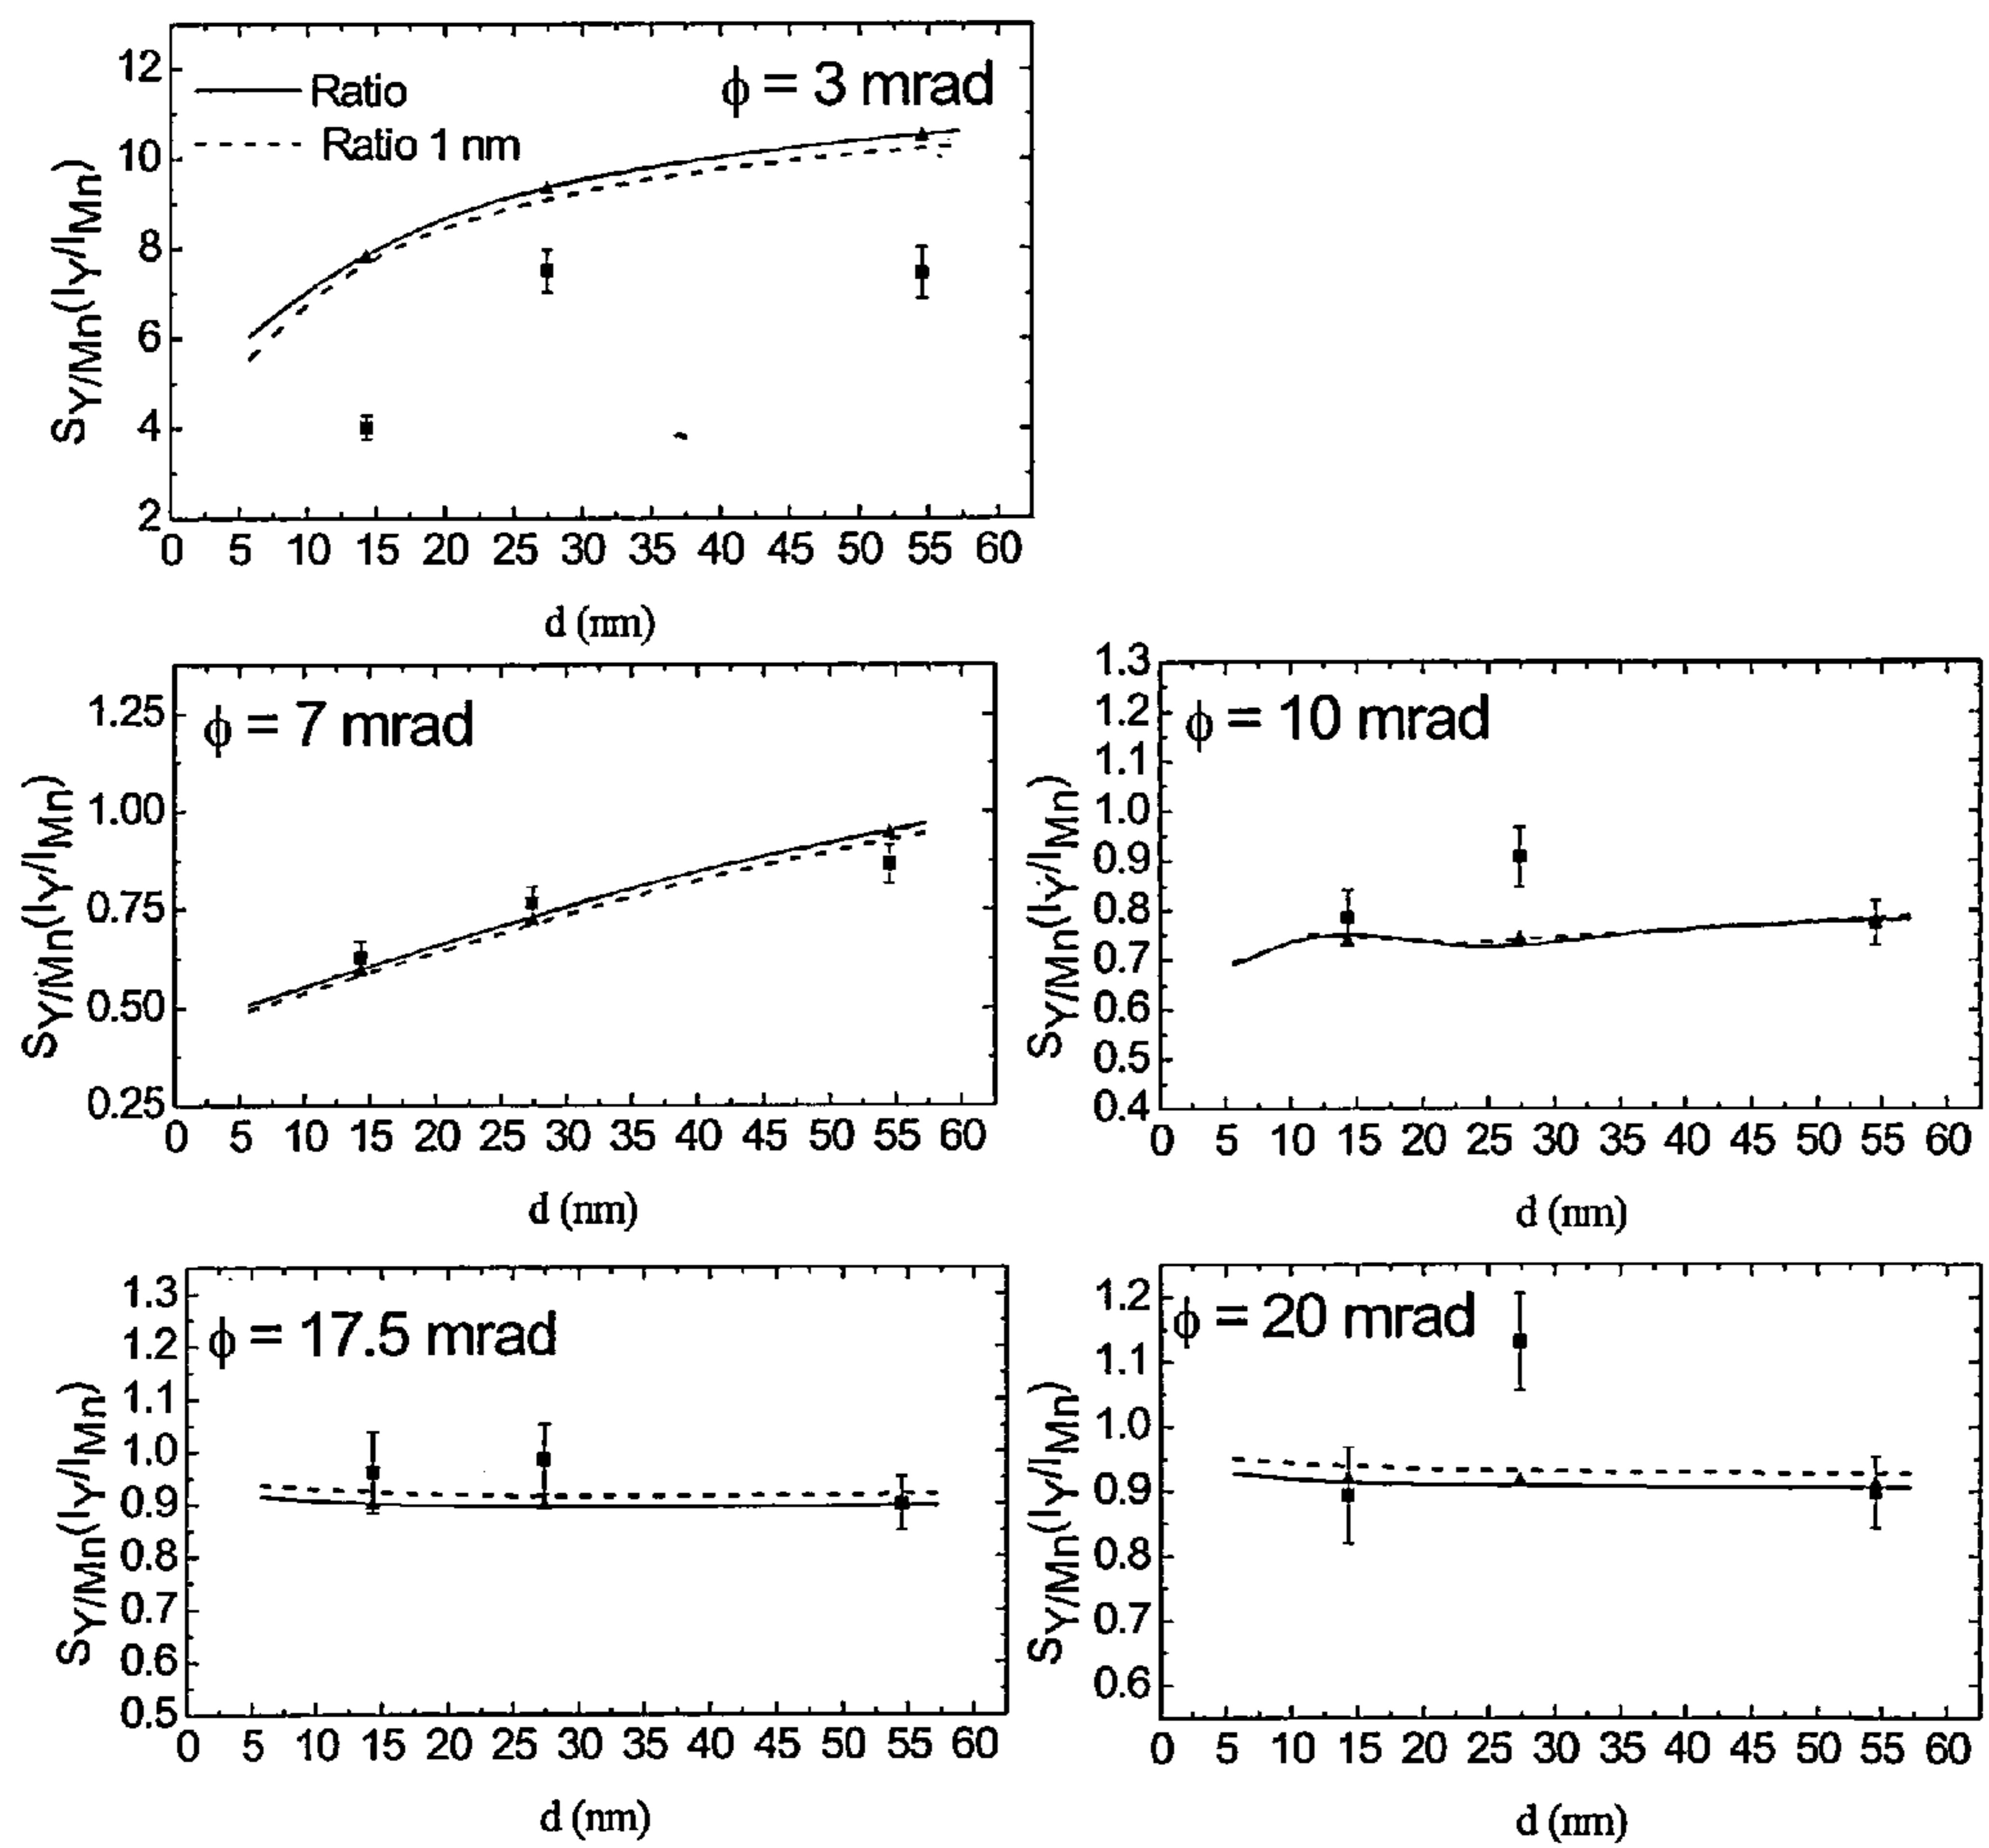 12
10
8
6
4
2
Ratio
Ratio 1 nm
ϕ = 3 mrad
S_Y/Mn(I_Y/I_Mn)
0 5 10 15 20 25 30 35 40 45 50 55 60
d (nm)
1.25
1.00
0.75
0.50
0.25
ϕ = 7 mrad
S_Y/Mn(I_Y/I_Mn)
0 5 10 15 20 25 30 35 40 45 50 55 60
d (nm)
1.3
1.2
1.1
1.0
0.9
0.8
0.7
0.6
0.5
0.4
ϕ = 10 mrad
S_Y/Mn(I_Y/I_Mn)
0 5 10 15 20 25 30 35 40 45 50 55 60
d (nm)
1.3
1.2
1.1
1.0
0.9
0.8
0.7
0.6
0.5
ϕ = 17.5 mrad
S_Y/Mn(I_Y/I_Mn)
0 5 10 15 20 25 30 35 40 45 50 55 60
d (nm)
1.2
1.1
1.0
0.9
0.8
0.7
0.6
ϕ = 20 mrad
S_Y/Mn(I_Y/I_Mn)
0 5 10 15 20 25 30 35 40 45 50 55 60
d (nm)